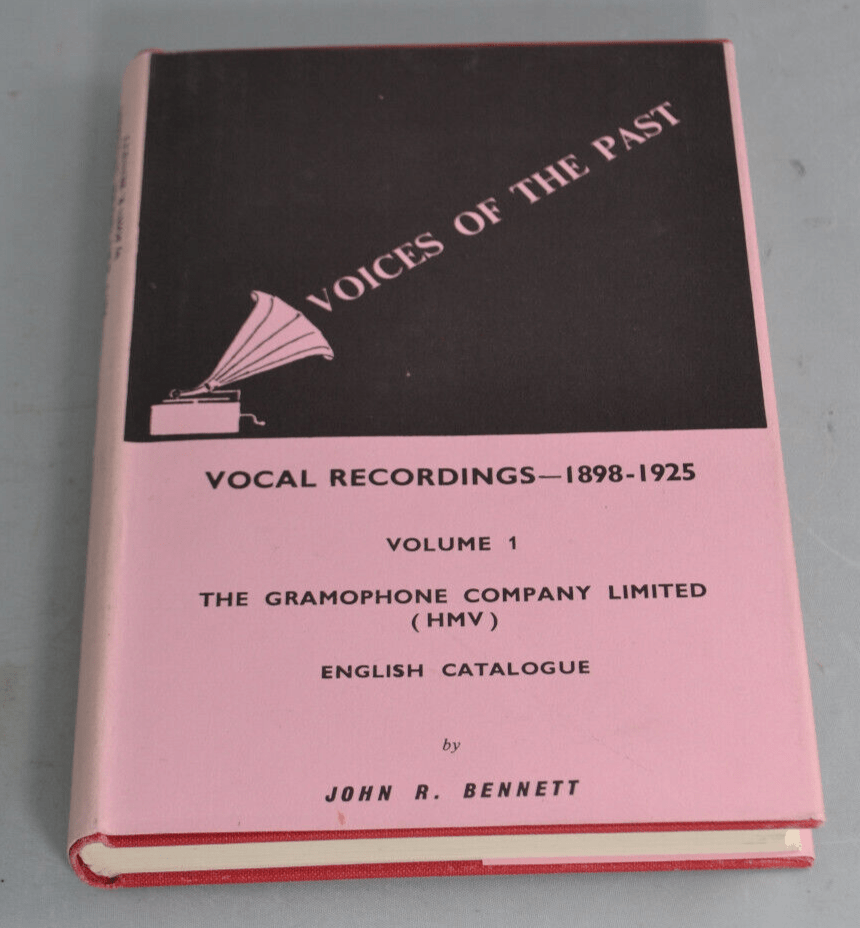 VOICES OF THE PAST
VOCAL RECORDINGS—1898-1925
VOLUME 1
THE GRAMOPHONE COMPANY LIMITED
(HMV)
ENGLISH CATALOGUE
by
JOHN R. BENNETT